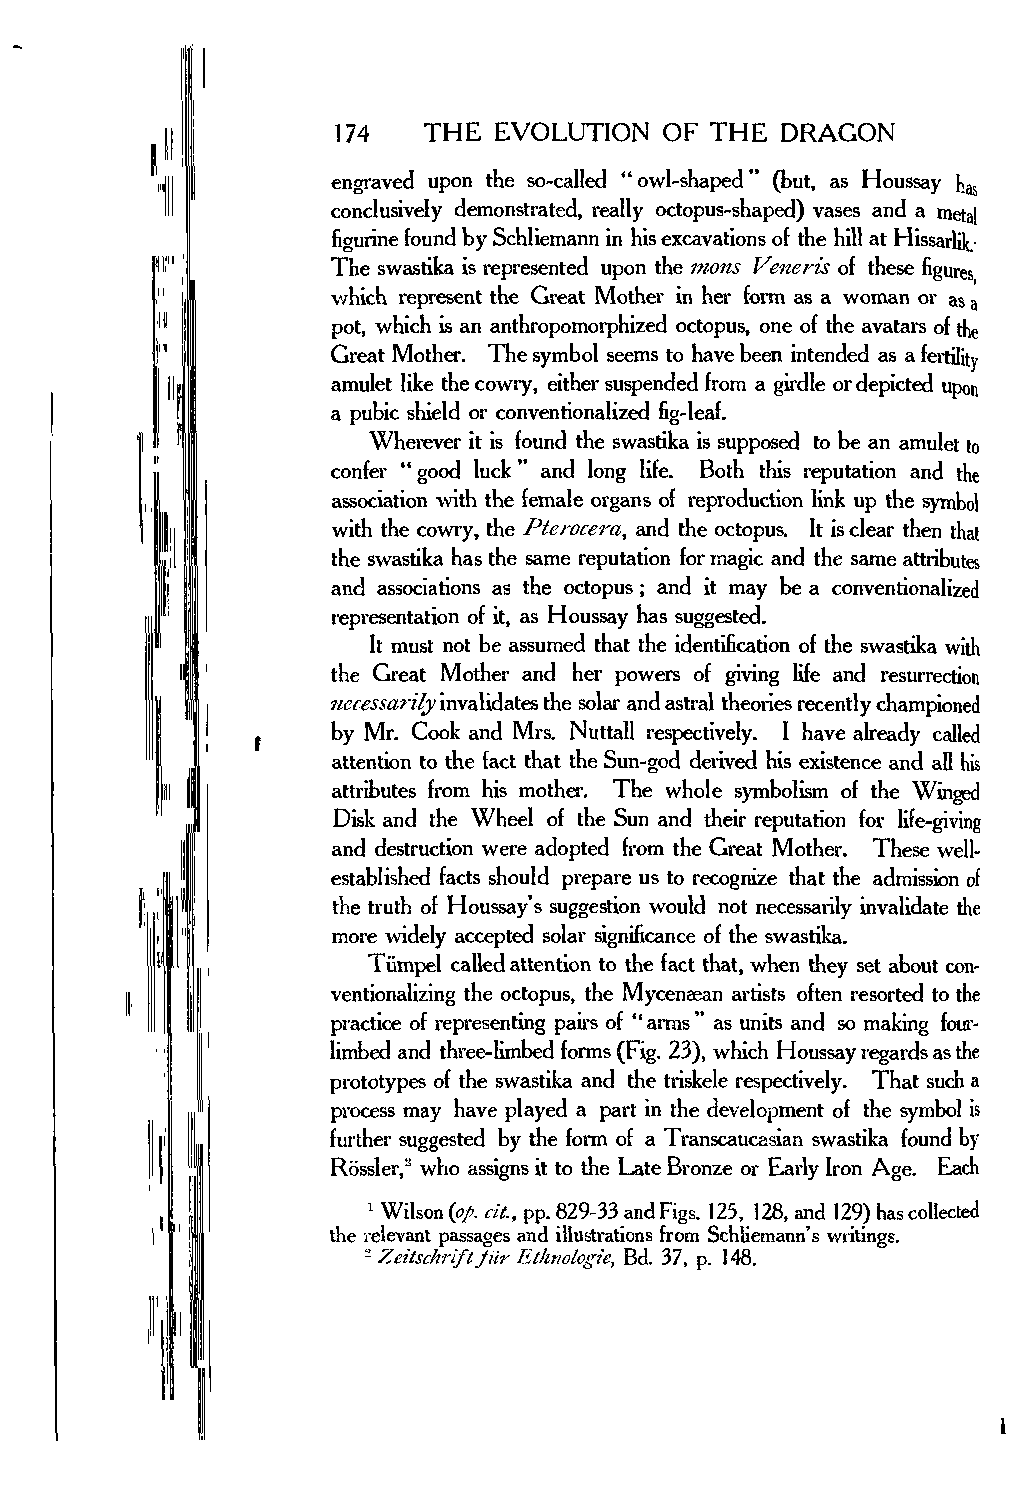 174 THE EVOLUTION OF THE DRAGON
engraved upon the so-called "owl-shaped" (but, as Houssay has
conclusively demonstrated, really octopus-shaped) vases and a metal
figurine found by Schliemann in his excavations of the hill at Hissarlik.
The swastika is represented upon the mons Veneris of these figures,
which represent the Great Mother in her form as a woman or as a
pot, which is an anthropomorphized octopus, one of the avatars of the
Great Mother. The symbol seems to have been intended as a fertility
amulet like the cowry, either suspended from a girdle or depicted upon
a pubic shield or conventionalized fig-leaf.
Wherever it is found the swastika is supposed to be an amulet to
confer "good luck" and long life. Both this reputation and the
association with the female organs of reproduction link up the symbol
with the cowry, the Pterocera, and the octopus. It is clear then that
the swastika has the same reputation for magic and the same attributes
and associations as the octopus; and it may be a conventionalized
representation of it, as Houssay has suggested.
It must not be assumed that the identification of the swastika with
the Great Mother and her powers of giving life and resurrection
necessarily invalidates the solar and astral theories recently championed
by Mr. Cook and Mrs. Nuttall respectively. I have already called
attention to the fact that the Sun-god derived his existence and all his
attributes from his mother. The whole symbolism of the Winged
Disk and the Wheel of the Sun and their reputation for life-giving
and destruction were adopted from the Great Mother. These well-
established facts should prepare us to recognize that the admission of
the truth of Houssay's suggestion would not necessarily invalidate the
more widely accepted solar significance of the swastika.
Tümpel called attention to the fact that, when they set about con-
ventionalizing the octopus, the Mycenæan artists often resorted to the
practice of representing pairs of "arms" as units and so making four-
limbed and three-limbed forms (Fig. 23), which Houssay regards as the
prototypes of the swastika and the triskele respectively. That such a
process may have played a part in the development of the symbol is
further suggested by the form of a Transcaucasian swastika found by
Rössler,² who assigns it to the Late Bronze or Early Iron Age. Each
¹ Wilson (op. cit., pp. 829-33 and Figs. 125, 128, and 129) has collected
the relevant passages and illustrations from Schliemann's writings.
² Zeitschrift für Ethnologie, Bd. 37, p. 148.